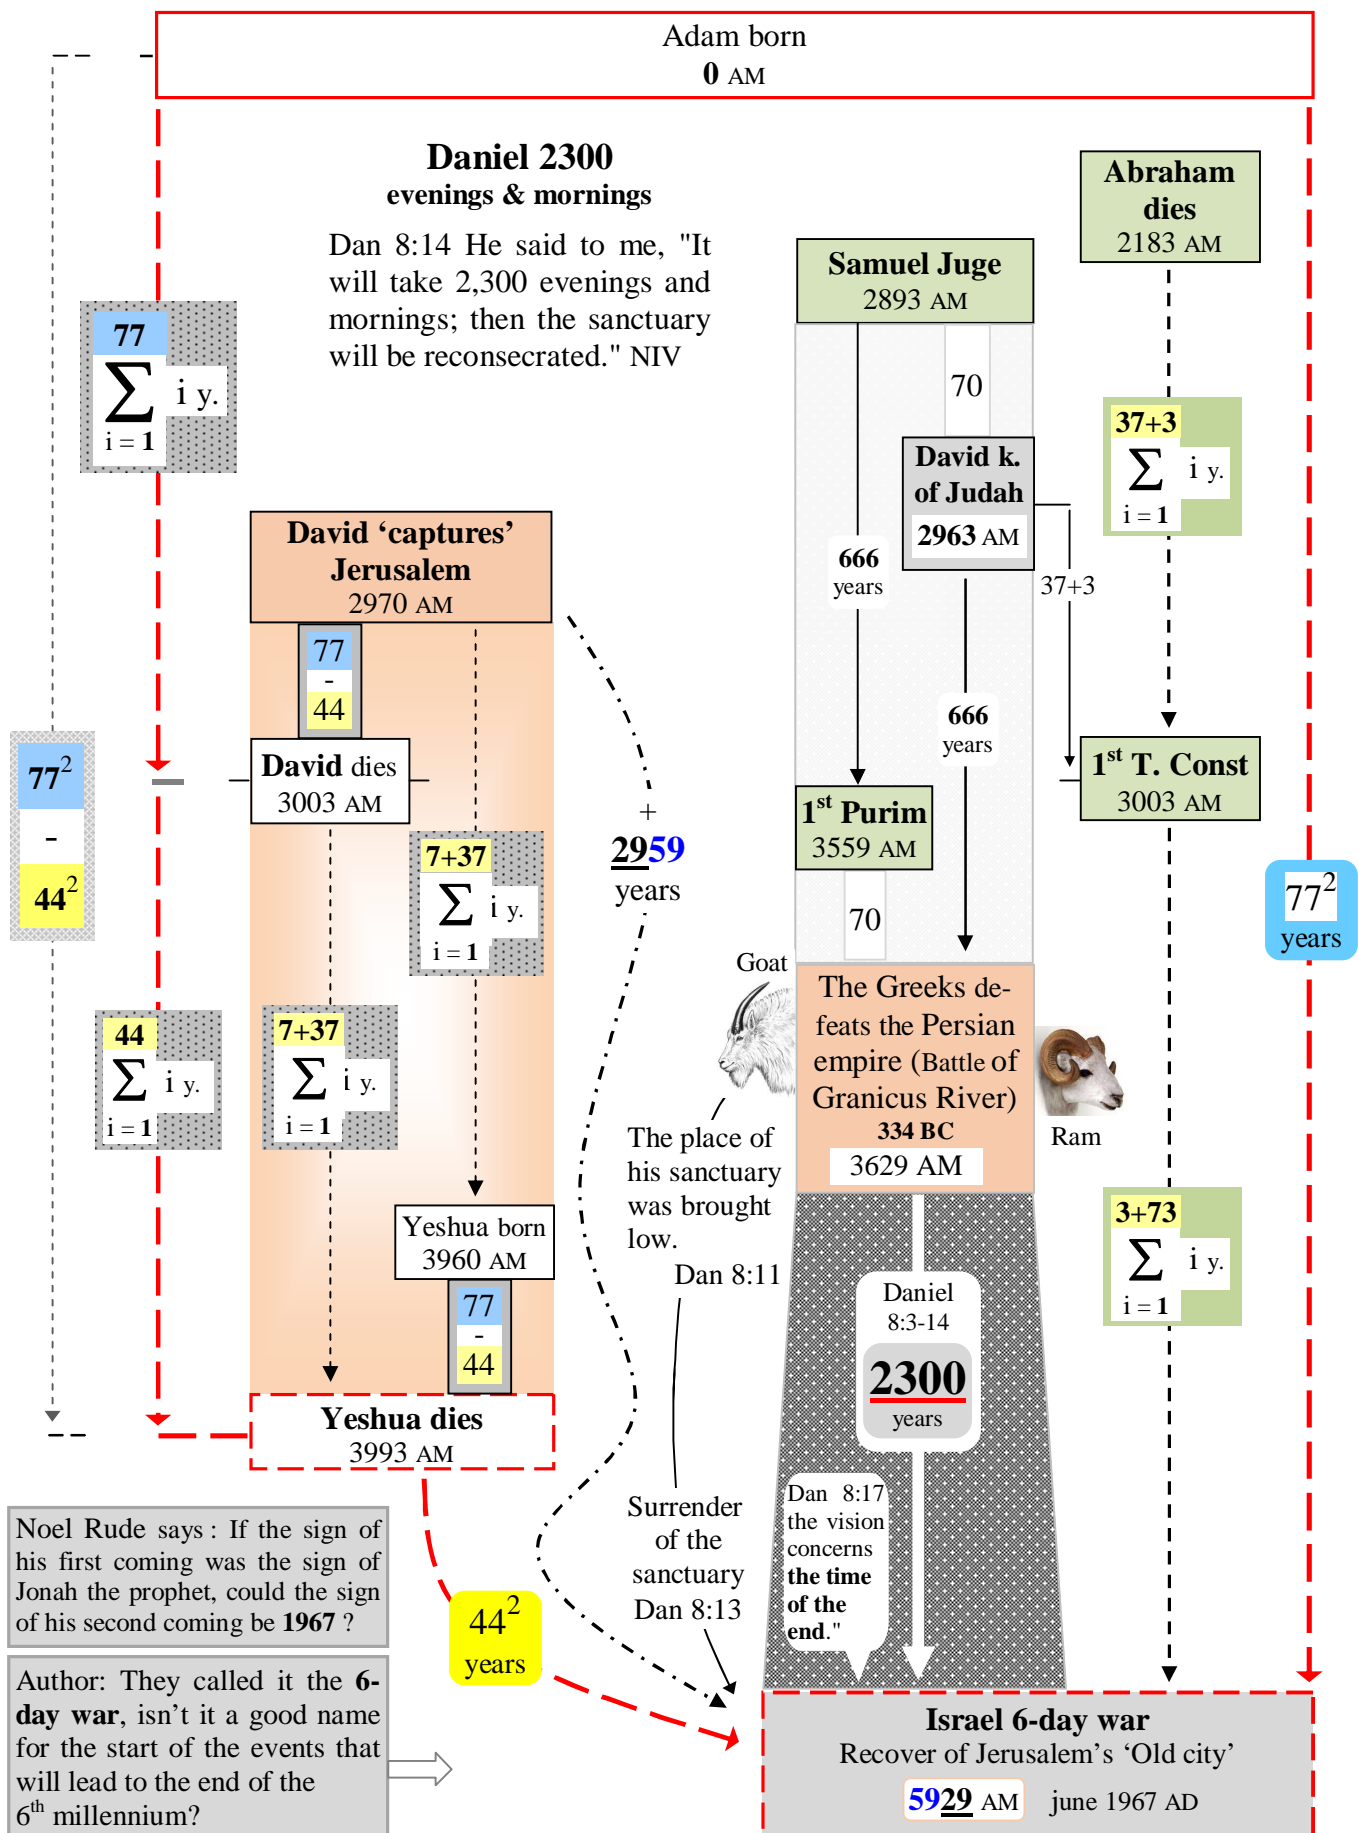 Adam born
0 AM
Daniel 2300
evenings & mornings
Dan 8:14 He said to me, "It
will take 2,300 evenings and
mornings; then the sanctuary
will be reconsecrated." NIV
Abraham
dies
2183 AM
Samuel Juge
2893 AM
77
∑ i y.
i = 1
70
37+3
∑ i y.
i = 1
David k.
of Judah
2963 AM
David ‘captures’
Jerusalem
2970 AM
666
years
37+3
77
-
44
666
years
77²
-
44²
David dies
3003 AM
1st T. Const
3003 AM
1st Purim
3559 AM
+
2959
years
7+37
∑ i y.
i = 1
77²
years
70
Goat
The Greeks de-
feats the Persian
empire (Battle of
Granicus River)
334 BC
3629 AM
Ram
44
∑ i y.
i = 1
7+37
∑ i y.
i = 1
The place of
his sanctuary
was brought
low.
Dan 8:11
Yeshua born
3960 AM
3+73
∑ i y.
i = 1
77
-
44
Daniel
8:3-14
2300
years
Yeshua dies
3993 AM
Dan 8:17
the vision
concerns
the time
of the
end."
Surrender
of the
sanctuary
Dan 8:13
Noel Rude says : If the sign of
his first coming was the sign of
Jonah the prophet, could the sign
of his second coming be 1967 ?
44²
years
Author: They called it the 6-
day war, isn’t it a good name
for the start of the events that
will lead to the end of the
6th millennium?
Israel 6-day war
Recover of Jerusalem’s ‘Old city’
5929 AM june 1967 AD